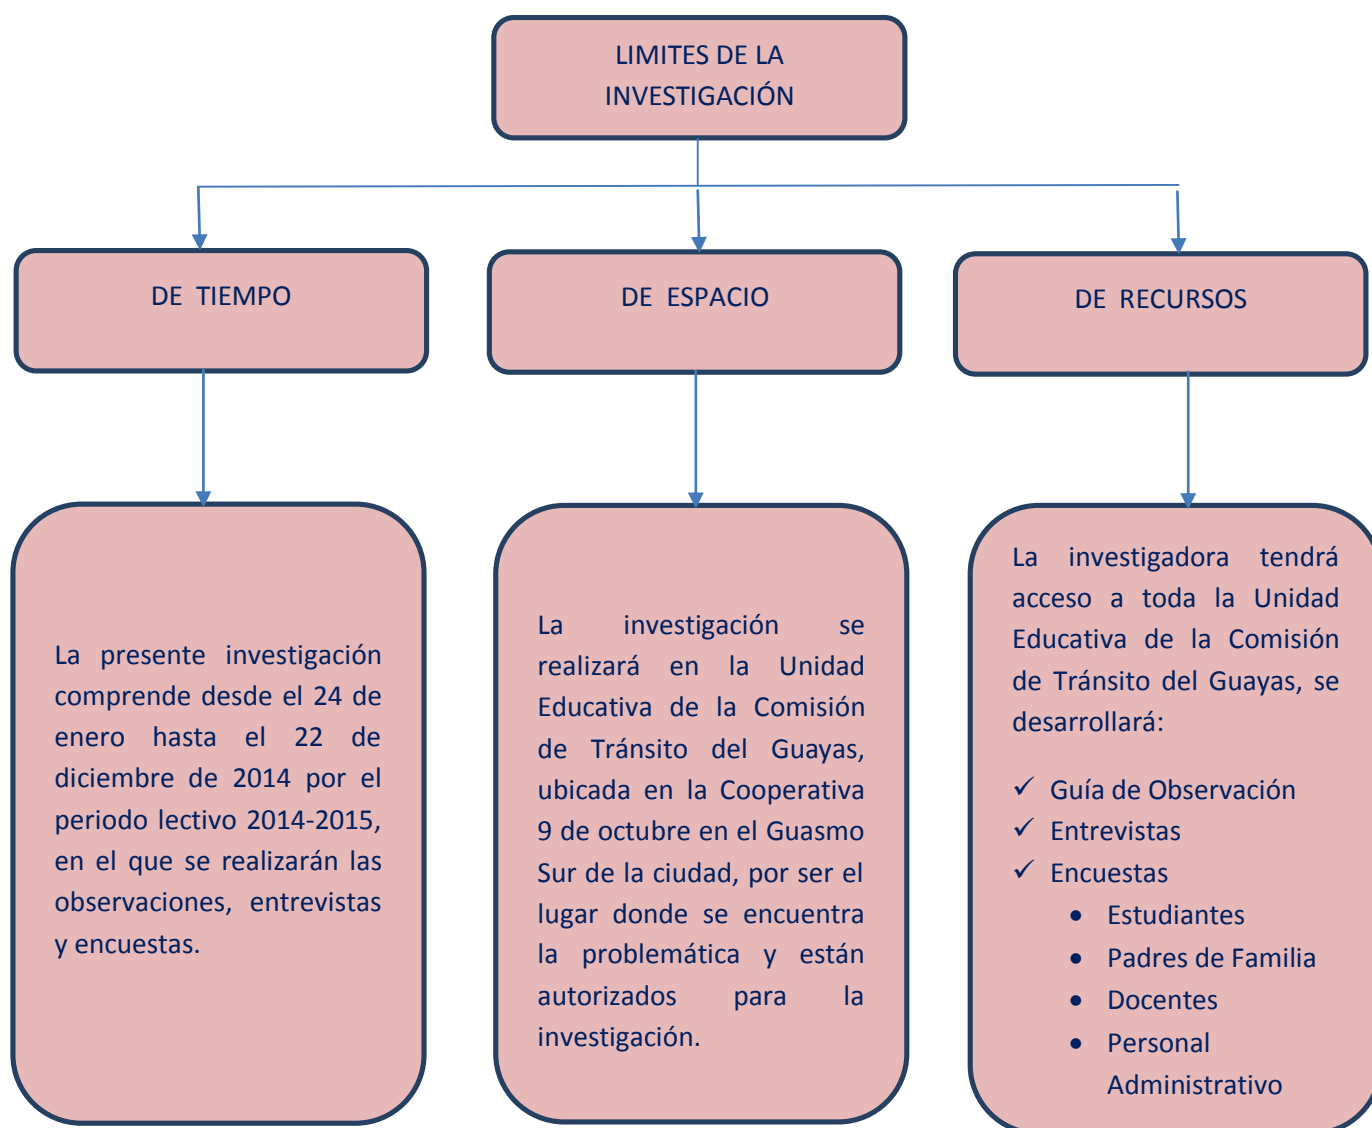 LIMITES DE LA
INVESTIGACIÓN
DE TIEMPO
DE ESPACIO
DE RECURSOS
La presente investigación
comprende desde el 24 de
enero hasta el 22 de
diciembre de 2014 por el
periodo lectivo 2014-2015,
en el que se realizarán las
observaciones, entrevistas
y encuestas.
La investigación se
realizará en la Unidad
Educativa de la Comisión
de Tránsito del Guayas,
ubicada en la Cooperativa
9 de octubre en el Guasmo
Sur de la ciudad, por ser el
lugar donde se encuentra
la problemática y están
autorizados para la
investigación.
La investigadora tendrá
acceso a toda la Unidad
Educativa de la Comisión
de Tránsito del Guayas, se
desarrollará:
✓ Guía de Observación
✓ Entrevistas
✓ Encuestas
• Estudiantes
• Padres de Familia
• Docentes
• Personal
Administrativo